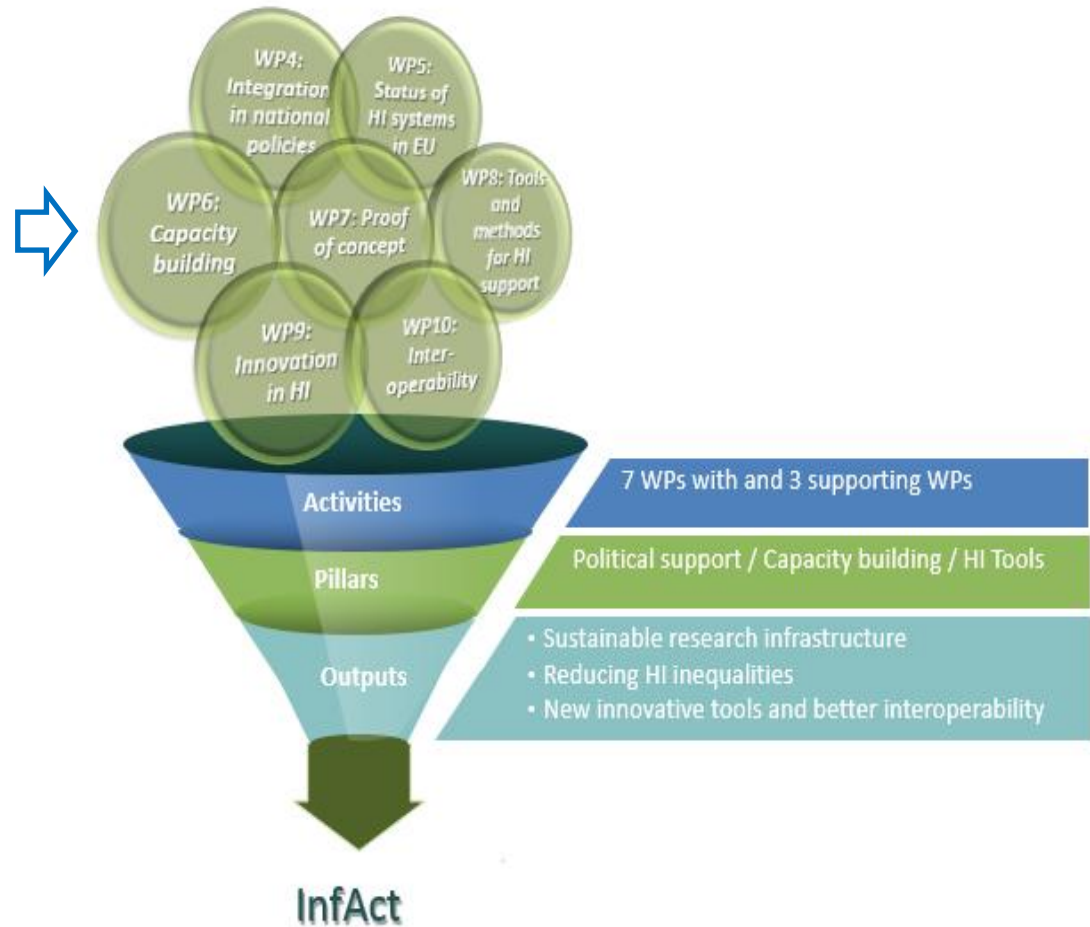 WP4:
Integration
in national
policies
WP5:
Status of
HI systems
in EU
WP6:
Capacity
building
WP7: Proof
of concept
WP8: Tools
and
methods
for HI
support
WP9:
Innovation
in HI
WP10:
Inter-
operability
Activities
7 WPs with and 3 supporting WPs
Pillars
Political support / Capacity building / HI Tools
Outputs
• Sustainable research infrastructure
• Reducing HI inequalities
• New innovative tools and better interoperability
InfAct